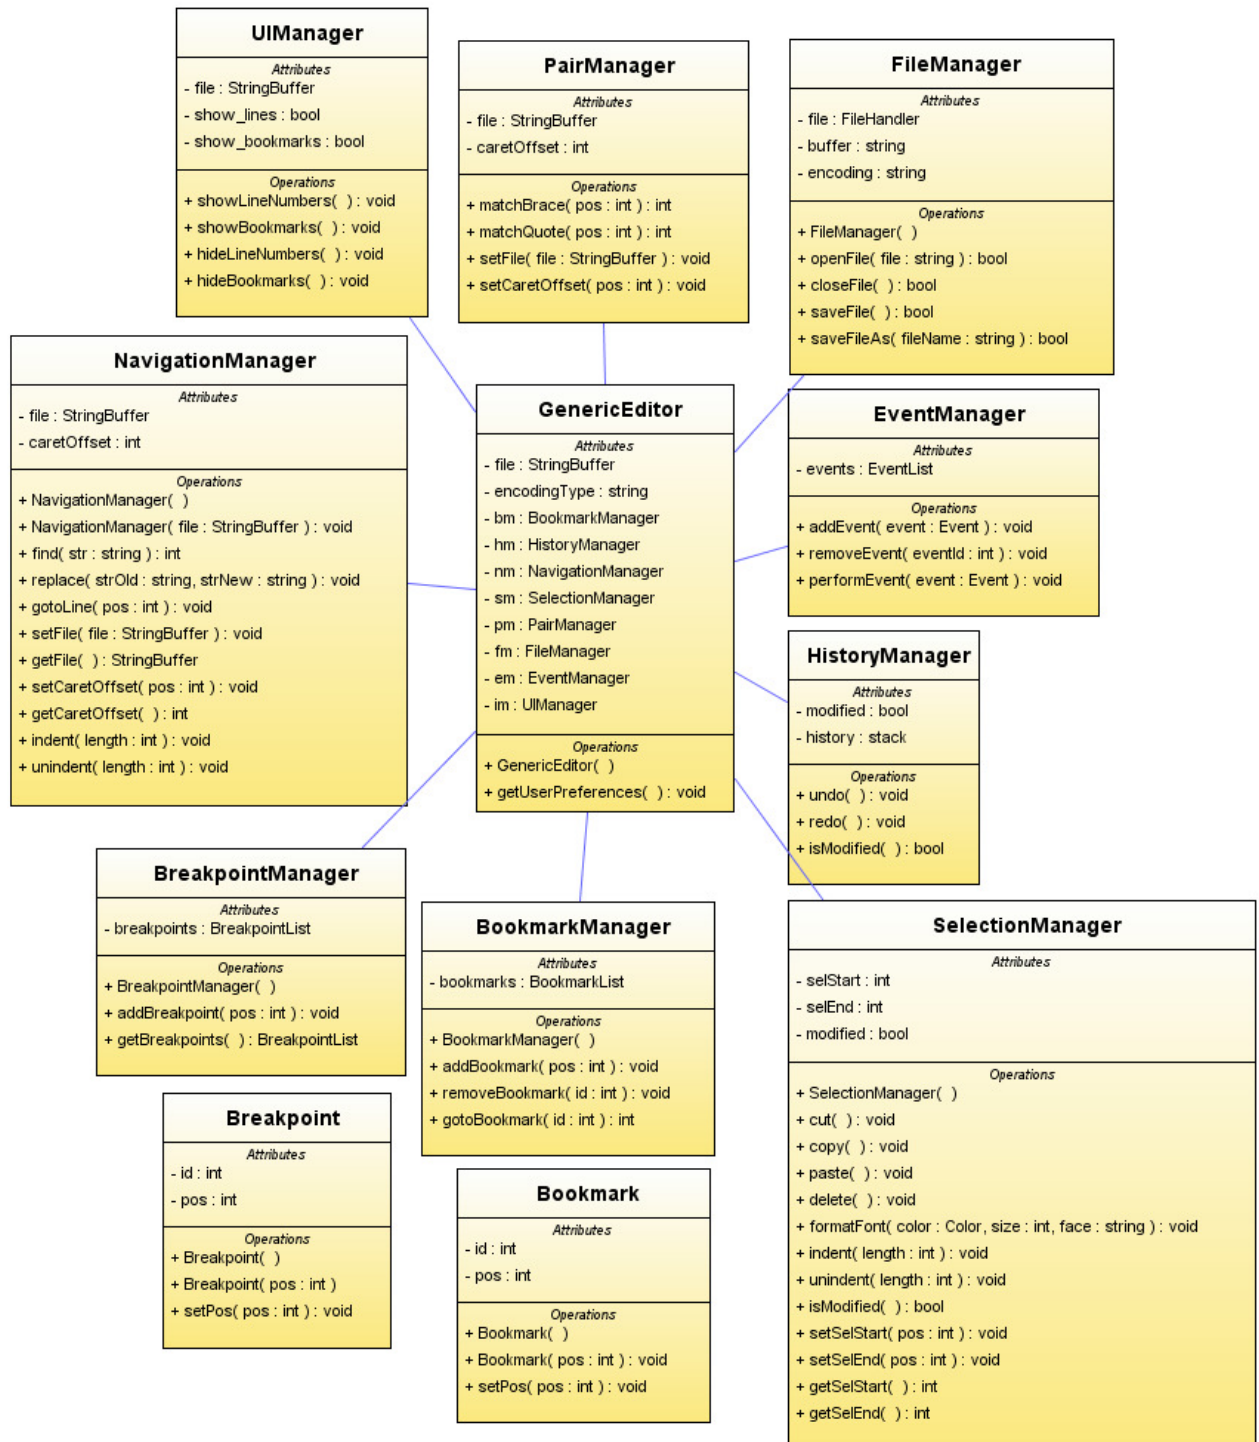 UIManager
Attributes
- file : StringBuffer
- show_lines : bool
- show_bookmarks : bool
Operations
+ showLineNumbers( ) : void
+ showBookmarks( ) : void
+ hideLineNumbers( ) : void
+ hideBookmarks( ) : void
PairManager
Attributes
- file : StringBuffer
- caretOffset : int
Operations
+ matchBrace( pos : int ) : int
+ matchQuote( pos : int ) : int
+ setFile( file : StringBuffer ) : void
+ setCaretOffset( pos : int ) : void
FileManager
Attributes
- file : FileHandler
- buffer : string
- encoding : string
Operations
+ FileManager( )
+ openFile( file : string ) : bool
+ closeFile( ) : bool
+ saveFile( ) : bool
+ saveFileAs( fileName : string ) : bool
NavigationManager
Attributes
- file : StringBuffer
- caretOffset : int
Operations
+ NavigationManager( )
+ NavigationManager( file : StringBuffer ) : void
+ find( str : string ) : int
+ replace( strOld : string, strNew : string ) : void
+ gotoLine( pos : int ) : void
+ setFile( file : StringBuffer ) : void
+ getFile( ) : StringBuffer
+ setCaretOffset( pos : int ) : void
+ getCaretOffset( ) : int
+ indent( length : int ) : void
+ unindent( length : int ) : void
GenericEditor
Attributes
- file : StringBuffer
- encodingType : string
- bm : BookmarkManager
- hm : HistoryManager
- nm : NavigationManager
- sm : SelectionManager
- pm : PairManager
- fm : FileManager
- em : EventManager
- im : UIManager
Operations
+ GenericEditor( )
+ getUserPreferences( ) : void
EventManager
Attributes
- events : EventList
Operations
+ addEvent( event : Event ) : void
+ removeEvent( eventId : int ) : void
+ performEvent( event : Event ) : void
HistoryManager
Attributes
- modified : bool
- history : stack
Operations
+ undo( ) : void
+ redo( ) : void
+ isModified( ) : bool
BreakpointManager
Attributes
- breakpoints : BreakpointList
Operations
+ BreakpointManager( )
+ addBreakpoint( pos : int ) : void
+ getBreakpoints( ) : BreakpointList
BookmarkManager
Attributes
- bookmarks : BookmarkList
Operations
+ BookmarkManager( )
+ addBookmark( pos : int ) : void
+ removeBookmark( id : int ) : void
+ gotoBookmark( id : int ) : int
SelectionManager
Attributes
- selStart : int
- selEnd : int
- modified : bool
Operations
+ SelectionManager( )
+ cut( ) : void
+ copy( ) : void
+ paste( ) : void
+ delete( ) : void
+ formatFont( color : Color, size : int, face : string ) : void
+ indent( length : int ) : void
+ unindent( length : int ) : void
+ isModified( ) : bool
+ setSelStart( pos : int ) : void
+ setSelEnd( pos : int ) : void
+ getSelStart( ) : int
+ getSelEnd( ) : int
Breakpoint
Attributes
- id : int
- pos : int
Operations
+ Breakpoint( )
+ Breakpoint( pos : int )
+ setPos( pos : int ) : void
Bookmark
Attributes
- id : int
- pos : int
Operations
+ Bookmark( )
+ Bookmark( pos : int ) : void
+ setPos( pos : int ) : void